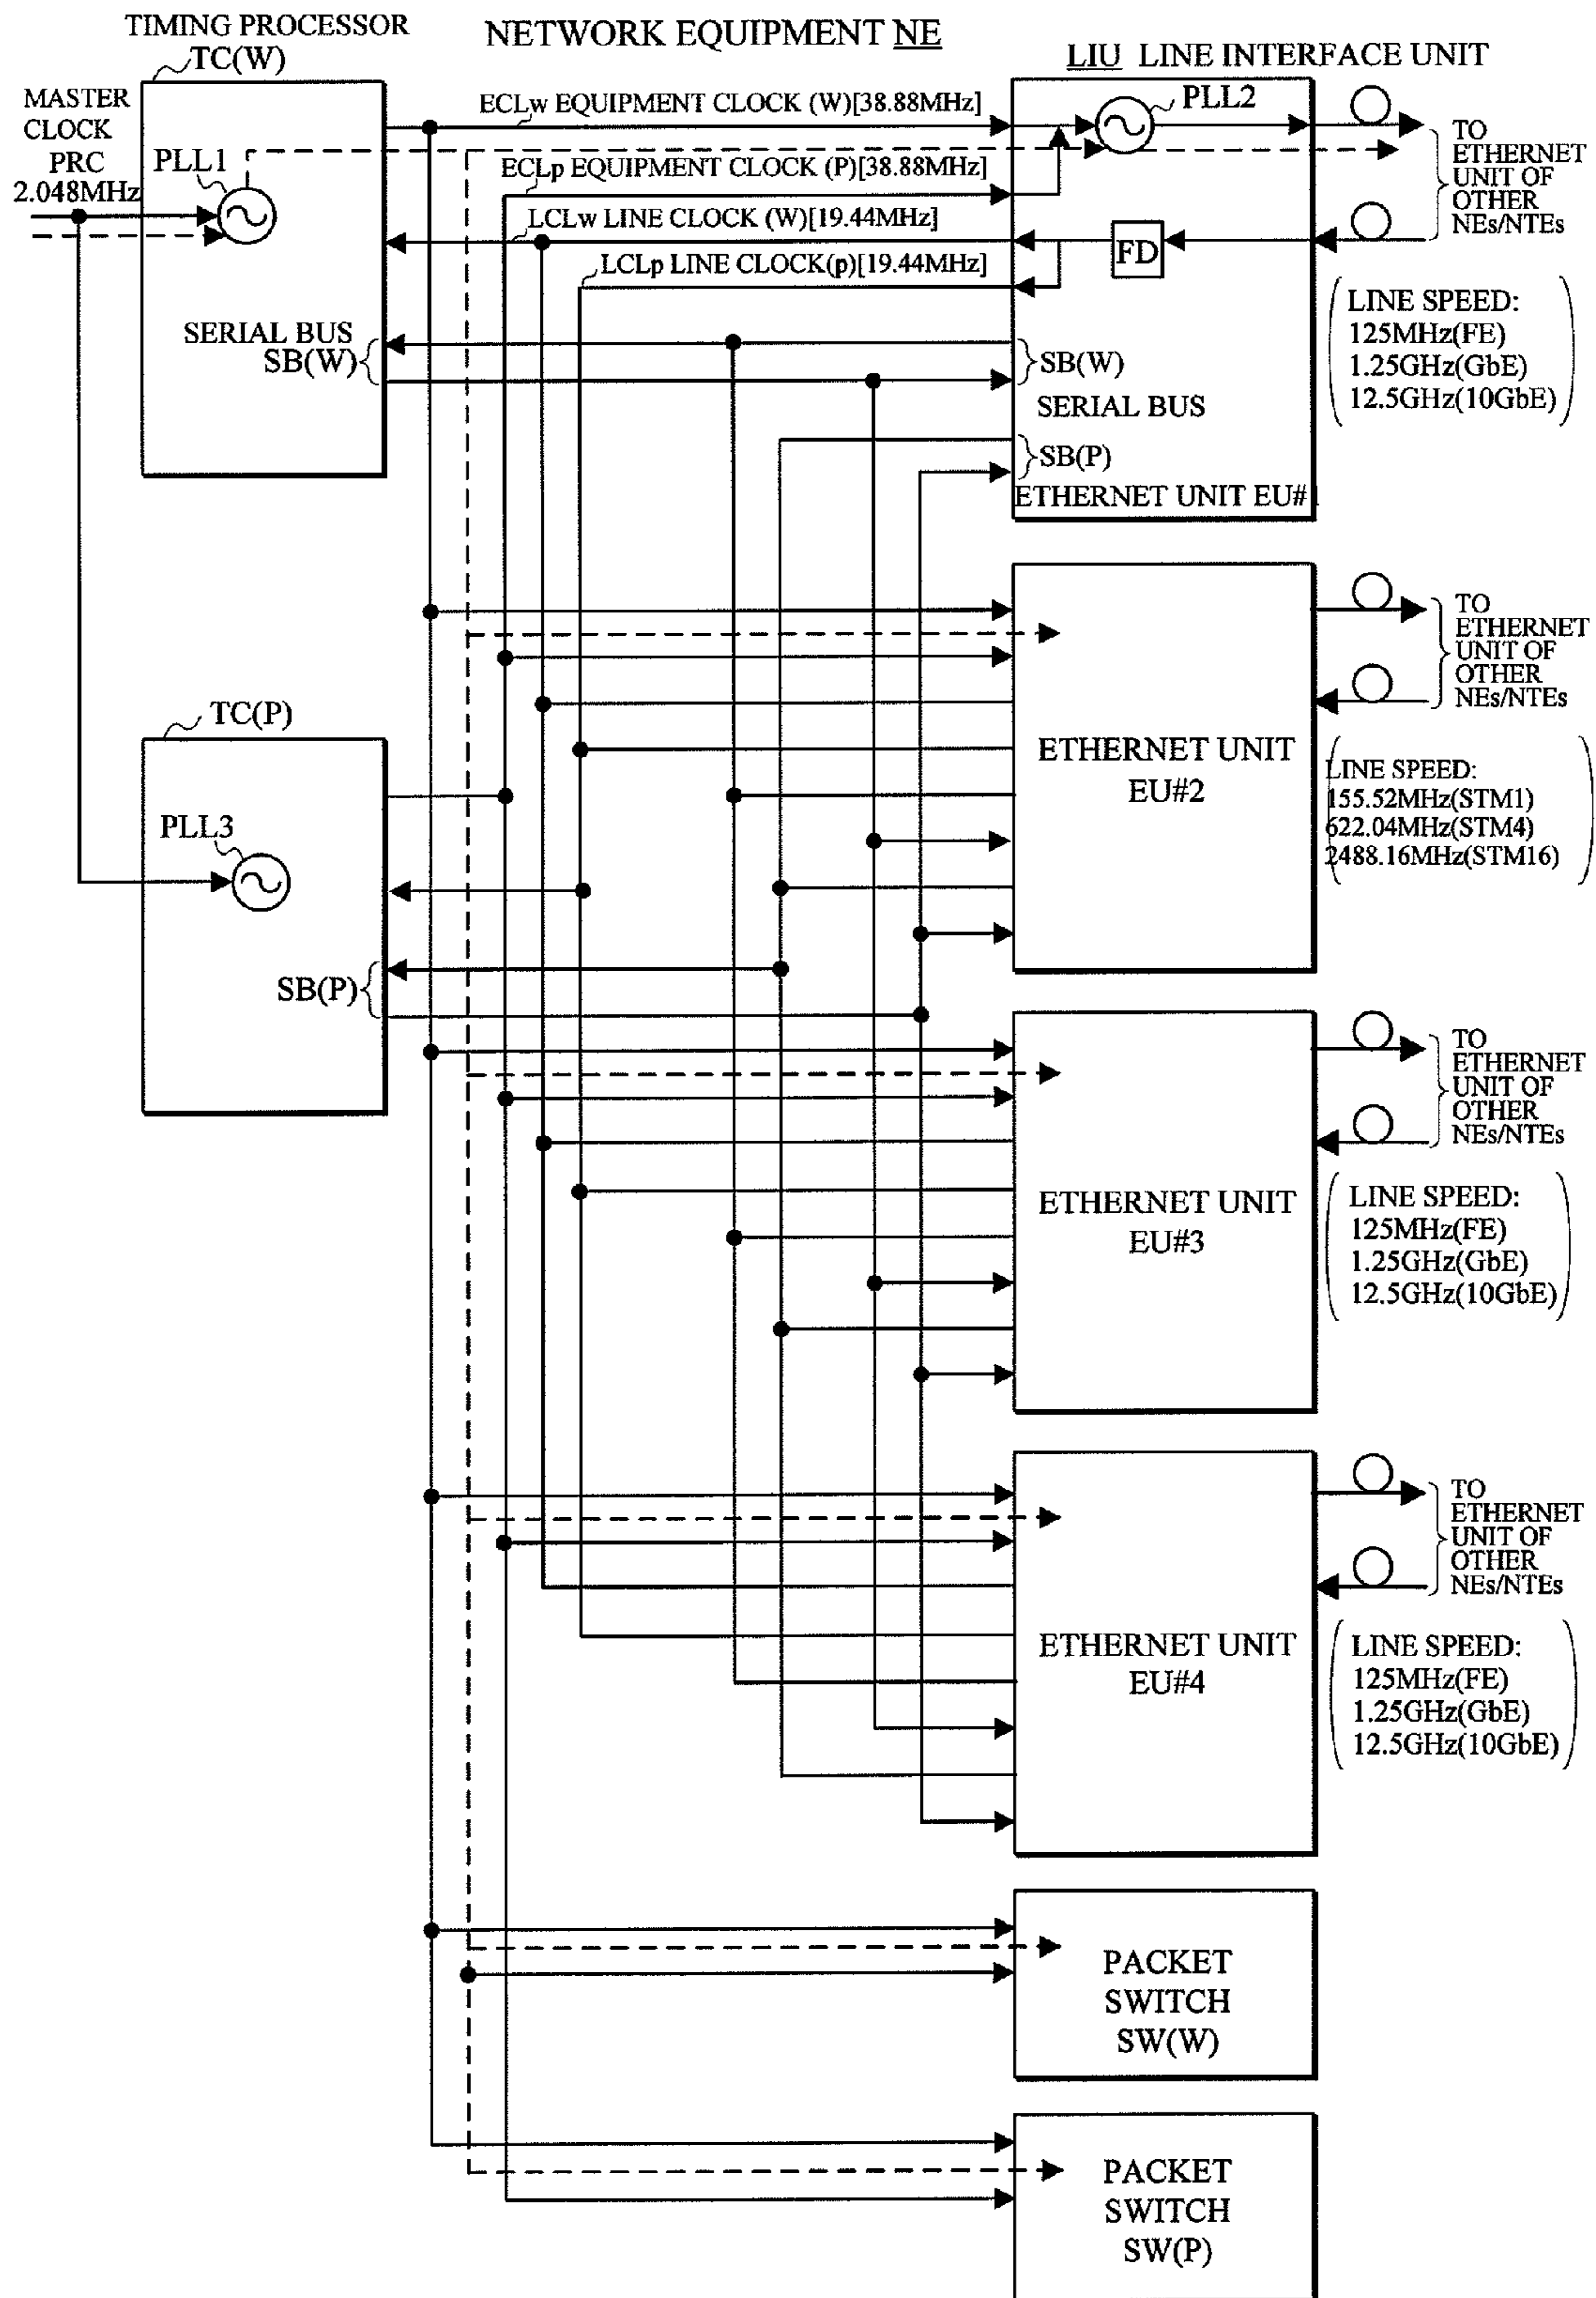 TIMING PROCESSOR
TC(W)
NETWORK EQUIPMENT NE
LIU LINE INTERFACE UNIT
MASTER
CLOCK
PRC
2.048MHz
PLL1
ECLw EQUIPMENT CLOCK (W)[38.88MHz]
PLL2
ECLp EQUIPMENT CLOCK (P)[38.88MHz]
LCLw LINE CLOCK (W)[19.44MHz]
LCLp LINE CLOCK(p)[19.44MHz]
FD
TO
ETHERNET
UNIT OF
OTHER
NEs/NTEs
SERIAL BUS
SB(W)
SB(W)
SERIAL BUS
SB(P)
ETHERNET UNIT EU#1
LINE SPEED:
125MHz(FE)
1.25GHz(GbE)
12.5GHz(10GbE)
TO
ETHERNET
UNIT OF
OTHER
NEs/NTEs
ETHERNET UNIT
EU#2
LINE SPEED:
155.52MHz(STM1)
622.04MHz(STM4)
2488.16MHz(STM16)
TC(P)
PLL3
SB(P)
TO
ETHERNET
UNIT OF
OTHER
NEs/NTEs
ETHERNET UNIT
EU#3
LINE SPEED:
125MHz(FE)
1.25GHz(GbE)
12.5GHz(10GbE)
TO
ETHERNET
UNIT OF
OTHER
NEs/NTEs
ETHERNET UNIT
EU#4
LINE SPEED:
125MHz(FE)
1.25GHz(GbE)
12.5GHz(10GbE)
PACKET
SWITCH
SW(W)
PACKET
SWITCH
SW(P)